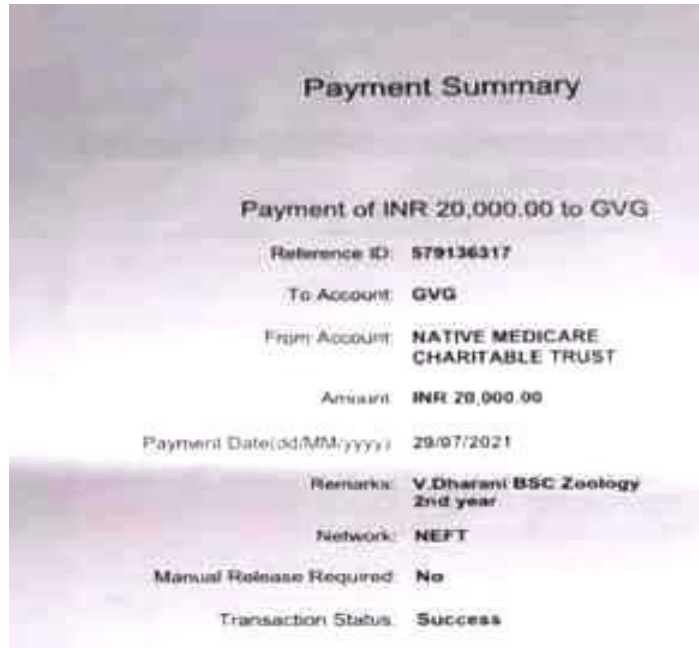 Payment Summary
Payment of INR 20,000.00 to GVG
Reference ID: 579136317
To Account: GVG
From Account: NATIVE MEDICARE
CHARITABLE TRUST
Amount: INR 20,000.00
Payment Date(dd/MM/yyyy): 29/07/2021
Remarks: V.Dharani BSC Zoology
2nd year
Network: NEFT
Manual Release Required: No
Transaction Status: Success